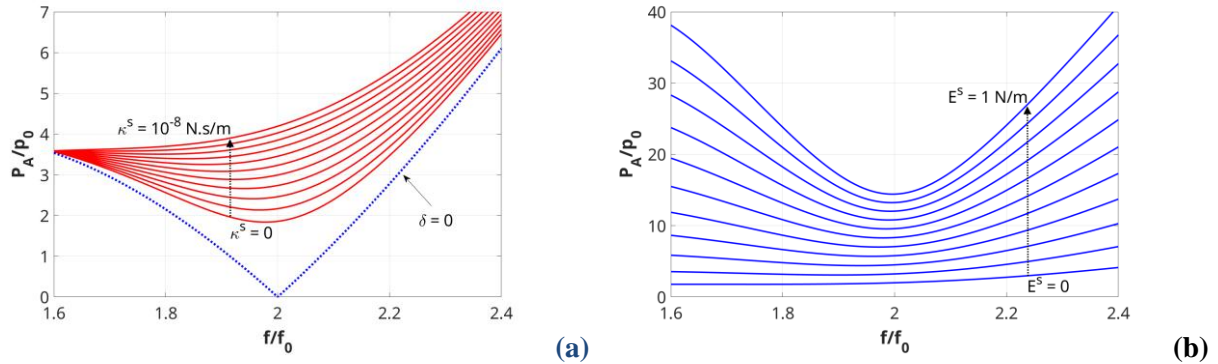 7
6
5
4
3
2
1
0
P_A/p_0
κ^s = 10^-8 N.s/m
κ^s = 0
δ = 0
1.6 1.8 2 2.2 2.4
f/f_0
(a)
40
30
20
10
0
P_A/p_0
E^s = 1 N/m
E^s = 0
1.6 1.8 2 2.2 2.4
f/f_0
(b)